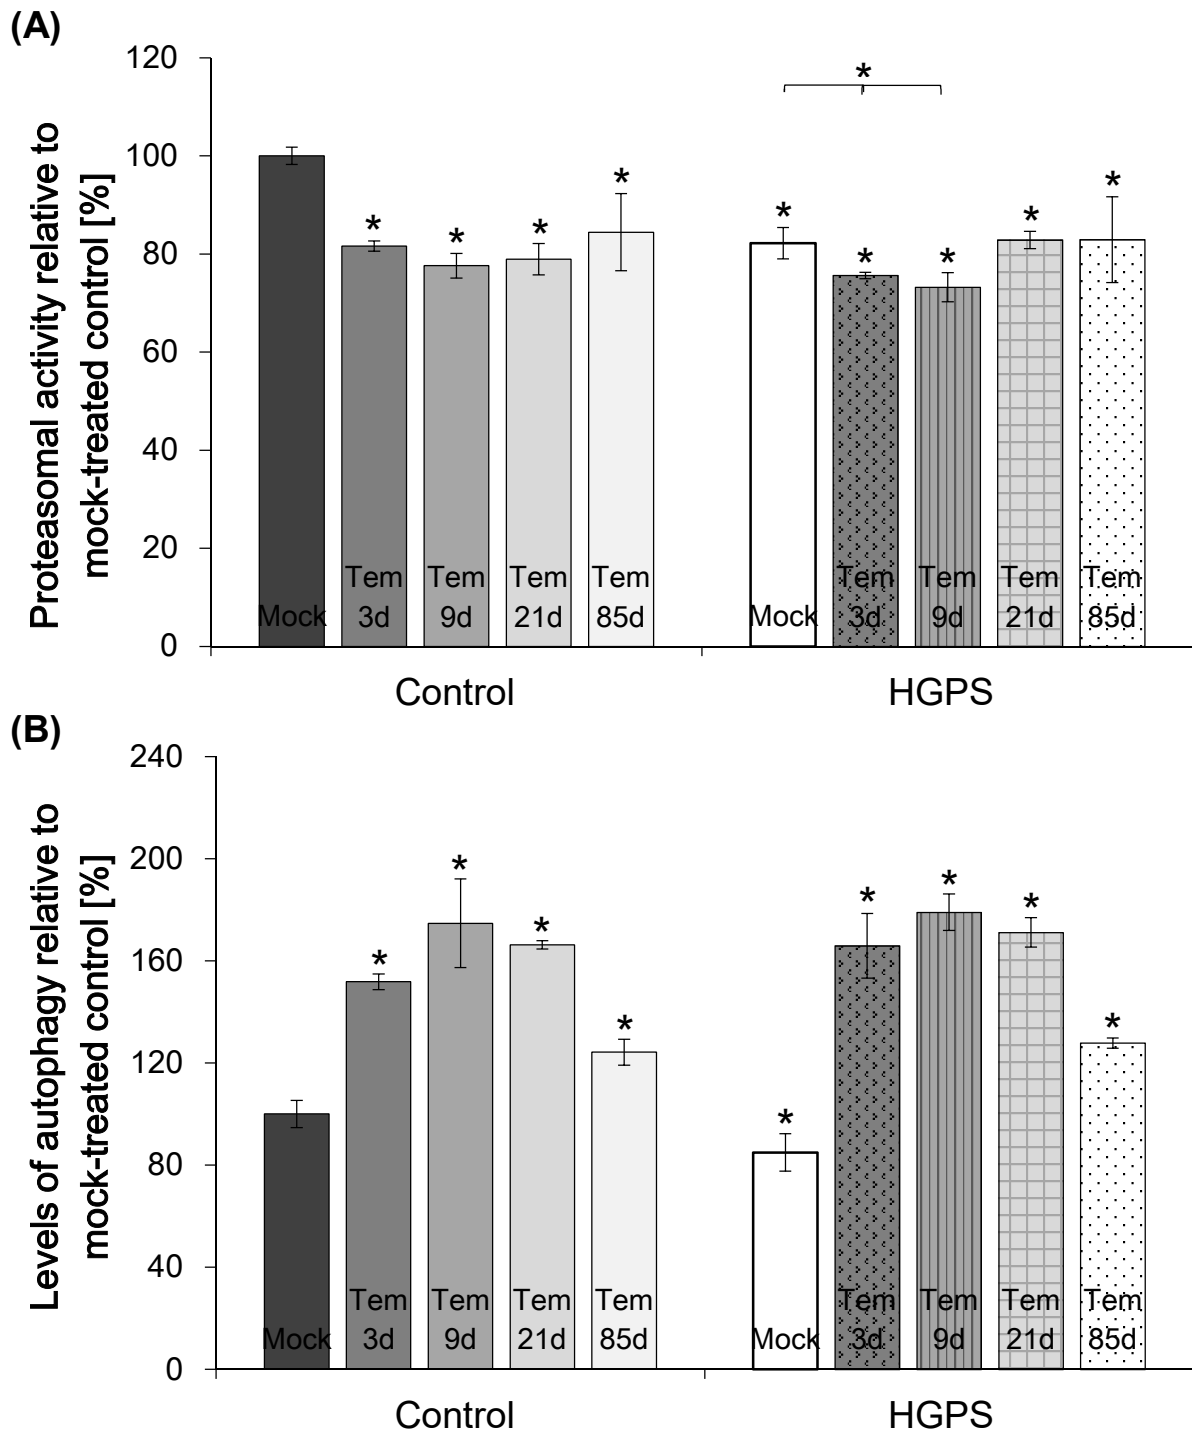 (A)
Proteasomal activity relative to
mock-treated control [%]
120
100
80
60
40
20
0
*
* * * *
* * * * *
Mock
Tem
3d
Tem
9d
Tem
21d
Tem
85d
Mock
Tem
3d
Tem
9d
Tem
21d
Tem
85d
Control
HGPS
(B)
Levels of autophagy relative to
mock-treated control [%]
240
200
160
120
80
40
0
* * * *
* * * * *
Mock
Tem
3d
Tem
9d
Tem
21d
Tem
85d
Mock
Tem
3d
Tem
9d
Tem
21d
Tem
85d
Control
HGPS